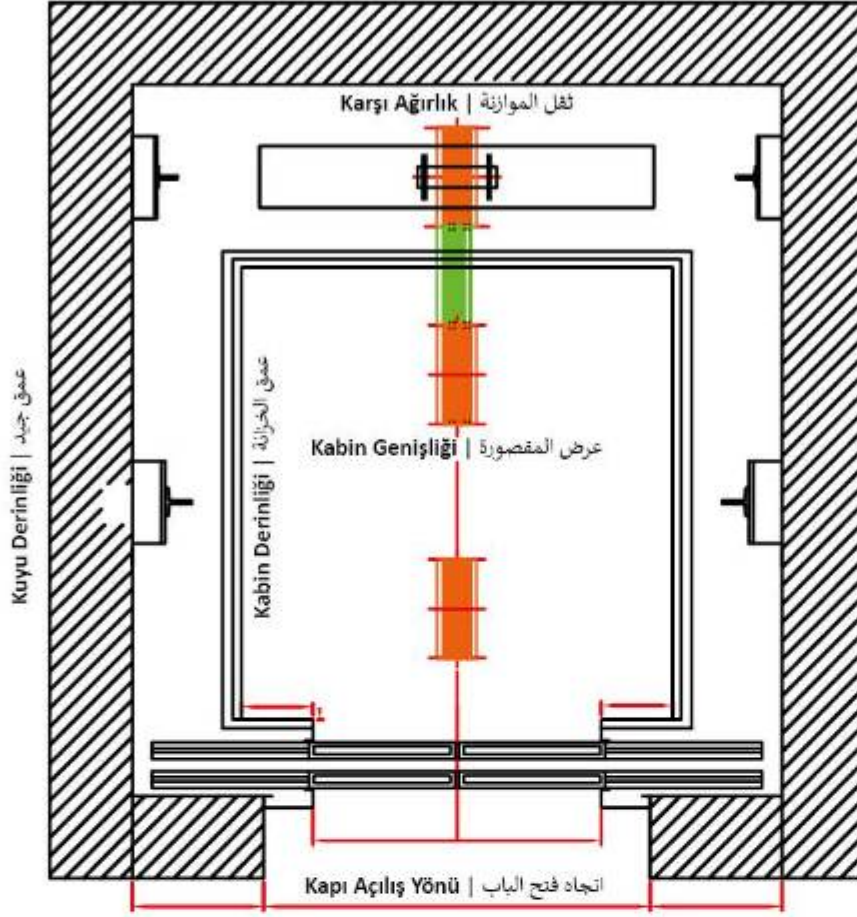 Karşı Ağırlık | ثقل الموازنة
Kuyu Derinliği | عمق جيد
Kabin Derinliği | عمق الخزانة
Kabin Genişliği | عرض المقصورة
Kapı Açılış Yönü | اتجاه فتح الباب